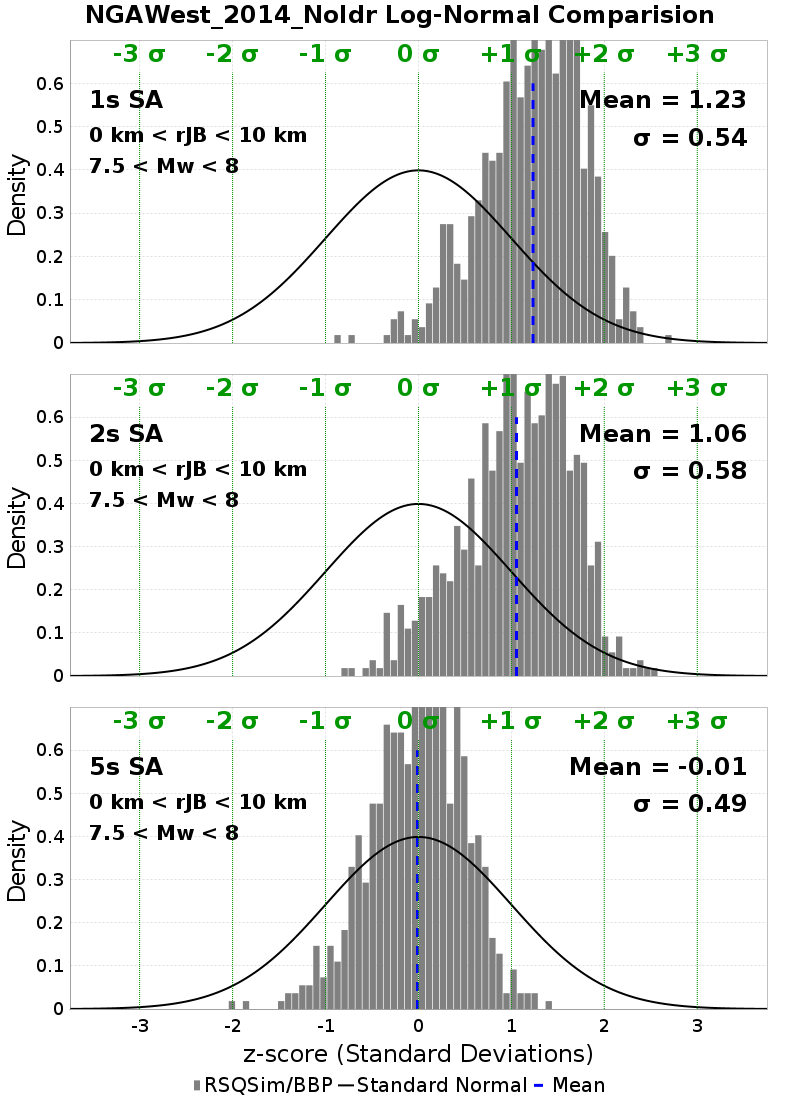 NGAWest_2014_NoIdr Log-Normal Comparision
-3 σ -2 σ -1 σ 0 σ +1 σ +2 σ +3 σ
1s SA
Mean = 1.23
0 km < rJB < 10 km
σ = 0.54
7.5 < Mw < 8
Density
0.6
0.5
0.4
0.3
0.2
0.1
0
-3 σ -2 σ -1 σ 0 σ +1 σ +2 σ +3 σ
2s SA
Mean = 1.06
0 km < rJB < 10 km
σ = 0.58
7.5 < Mw < 8
Density
0.6
0.5
0.4
0.3
0.2
0.1
0
-3 σ -2 σ -1 σ 0 σ +1 σ +2 σ +3 σ
5s SA
Mean = -0.01
0 km < rJB < 10 km
σ = 0.49
7.5 < Mw < 8
Density
0.6
0.5
0.4
0.3
0.2
0.1
0
-3 -2 -1 0 1 2 3
z-score (Standard Deviations)
RSQSim/BBP Standard Normal Mean